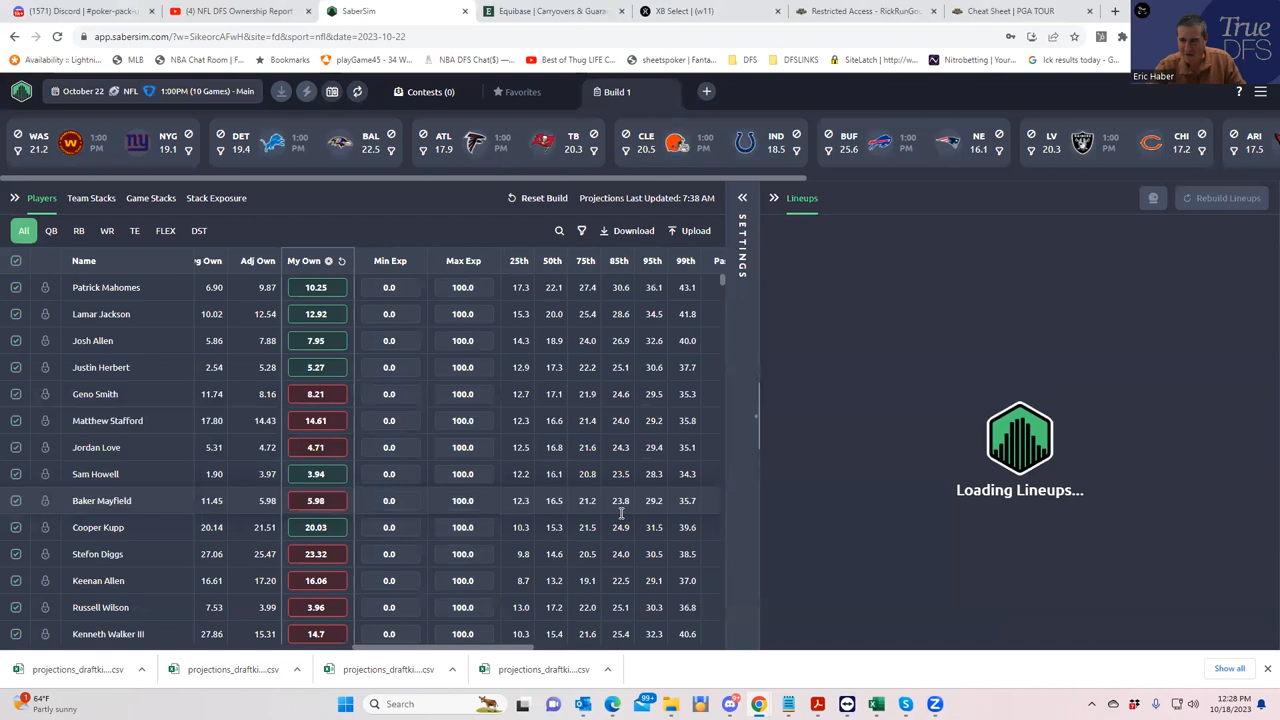 (1571) Discord | #poker-pack-
(4) NFL DFS Ownership Report
SaberSim
Equibase | Carryovers & Guara
XB Select | (w11)
Restricted Access - RickRunGo
Cheat Sheet | PGA TOUR
app.sabersim.com/?w=SikeorcAFwH&site=fd&sport=nfl&date=2023-10-22
Availability :: Lightni...
MLB
NBA Chat Room | F...
Bookmarks
playGame45 - 34 W...
NBA DFS Chat($) —...
Best of Thug LIFE C...
sheetspoker | Fanta...
DFS
DFSLINKS
SiteLatch | http://w...
Nitrobetting | You c...
Ick results today - G...
True
DFS
Eric Haber
October 22
NFL
1:00PM (10 Games) - Main
Contests (0)
Favorites
Build 1
WAS 21.2 1:00 PM NYG 19.1
DET 19.4 1:00 PM BAL 22.5
ATL 17.9 1:00 PM TB 20.
CLE 20.5 1:00 PM IND 18.5
BUF 25.6 1:00 PM NE 16.1
LV 20.3 1:00 PM CHI 17.2
ARI 17.5
Players
Team Stacks
Game Stacks
Stack Exposure
Reset Build
Projections Last Updated: 7:38 AM
Lineups
Rebuild Lineups
All QB RB WR TE FLEX DST
Download
Upload
SETTINGS
Name g Own Adj Own My Own Min Exp Max Exp 25th 50th 75th 85th 95th 99th Pa
Patrick Mahomes 6.90 9.87 10.25 0.0 100.0 17.3 22.1 27.4 30.6 36.1 43.1
Lamar Jackson 10.02 12.54 12.92 0.0 100.0 15.3 20.0 25.4 28.6 34.5 41.8
Josh Allen 5.86 7.88 7.95 0.0 100.0 14.3 18.9 24.0 26.9 32.6 40.0
Justin Herbert 2.54 5.28 5.27 0.0 100.0 12.9 17.3 22.2 25.1 30.6 37.7
Geno Smith 11.74 8.16 8.21 0.0 100.0 12.7 17.1 21.9 24.6 29.5 35.3
Matthew Stafford 17.80 14.43 14.61 0.0 100.0 12.3 16.6 21.4 24.0 29.2 35.8
Jordan Love 5.31 4.72 4.71 0.0 100.0 12.5 16.8 21.6 24.3 29.4 35.1
Sam Howell 1.90 3.97 3.94 0.0 100.0 12.2 16.1 20.8 23.5 28.3 34.3
Baker Mayfield 11.45 5.98 5.98 0.0 100.0 12.3 16.5 21.2 23.8 29.2 35.7
Cooper Kupp 20.14 21.51 20.03 0.0 100.0 10.3 15.3 21.5 24.9 31.5 39.6
Stefon Diggs 27.06 25.47 23.32 0.0 100.0 9.8 14.6 20.5 24.0 30.5 38.5
Keenan Allen 16.61 17.20 16.06 0.0 100.0 8.7 13.2 19.1 22.5 29.1 37.0
Russell Wilson 7.53 3.99 3.96 0.0 100.0 13.0 17.2 22.0 25.1 30.3 36.8
Kenneth Walker III 27.86 15.31 14.7 0.0 100.0 10.3 15.4 21.6 25.4 32.3 40.6
Loading Lineups...
projections_draftki....csv
projections_draftki....csv
projections_draftki....csv
projections_draftki....csv
Show all
64°F
Partly sunny
Search
99+
12:28 PM
10/18/2023